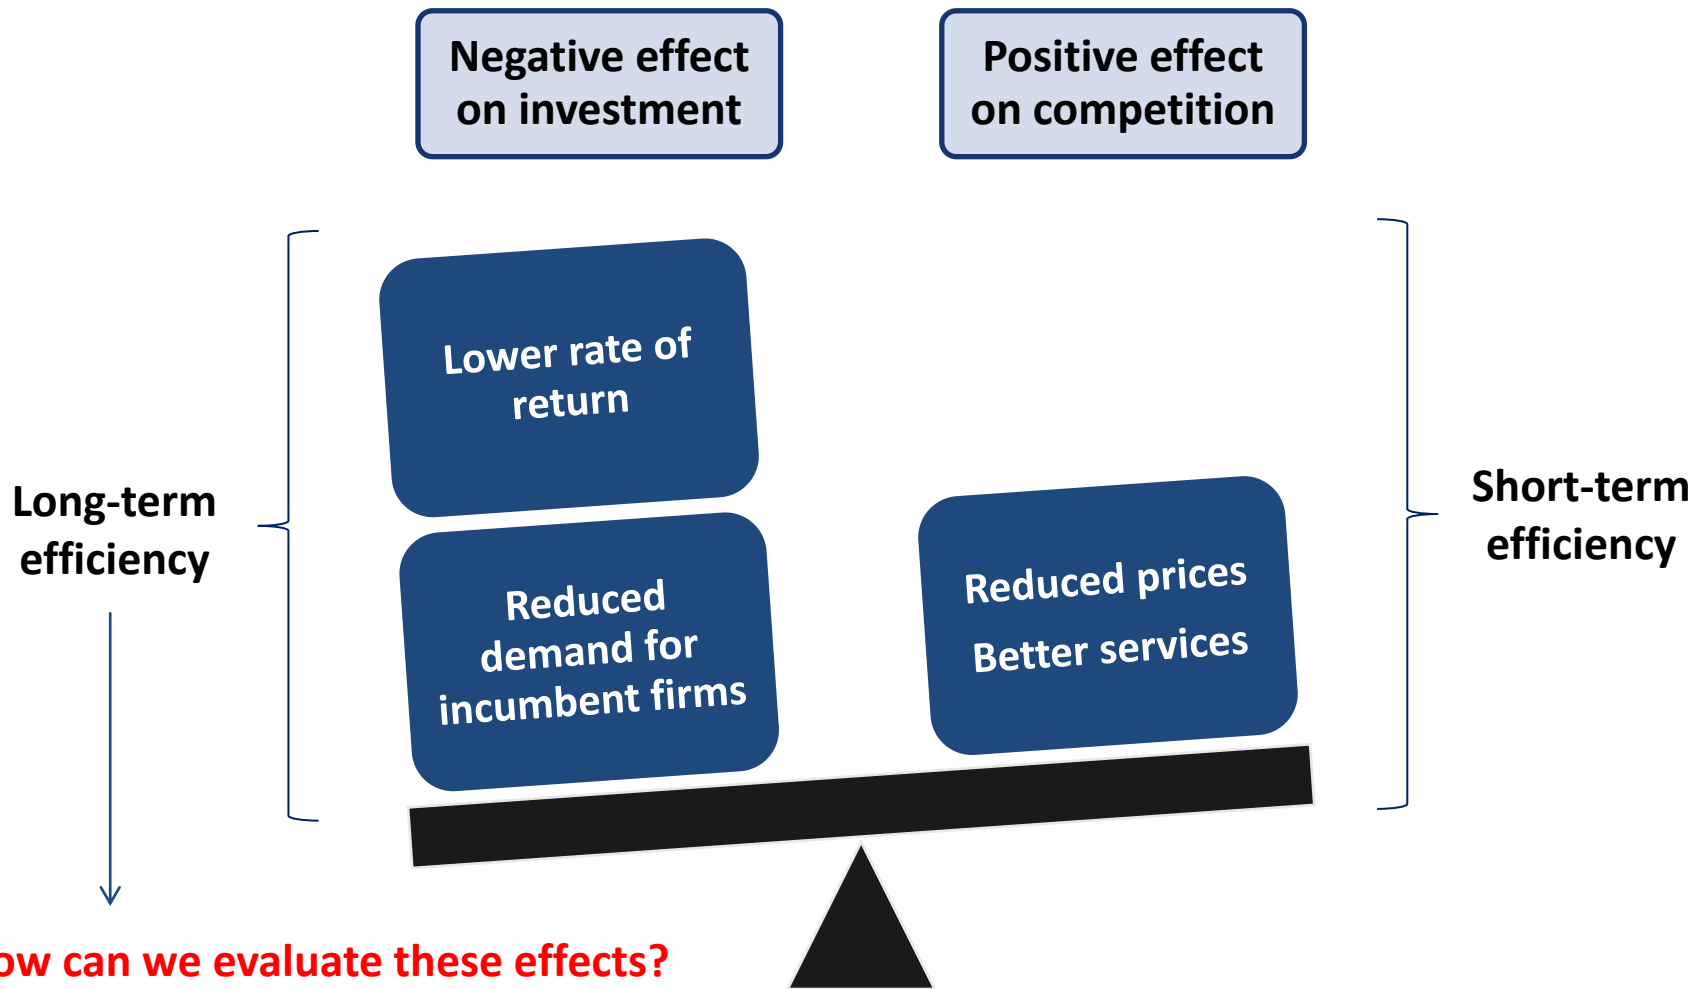 Negative effect
on investment
Positive effect
on competition
Lower rate of
return
Long-term
efficiency
Reduced
demand for
incumbent firms
Reduced prices
Better services
Short-term
efficiency
can we evaluate these effects?